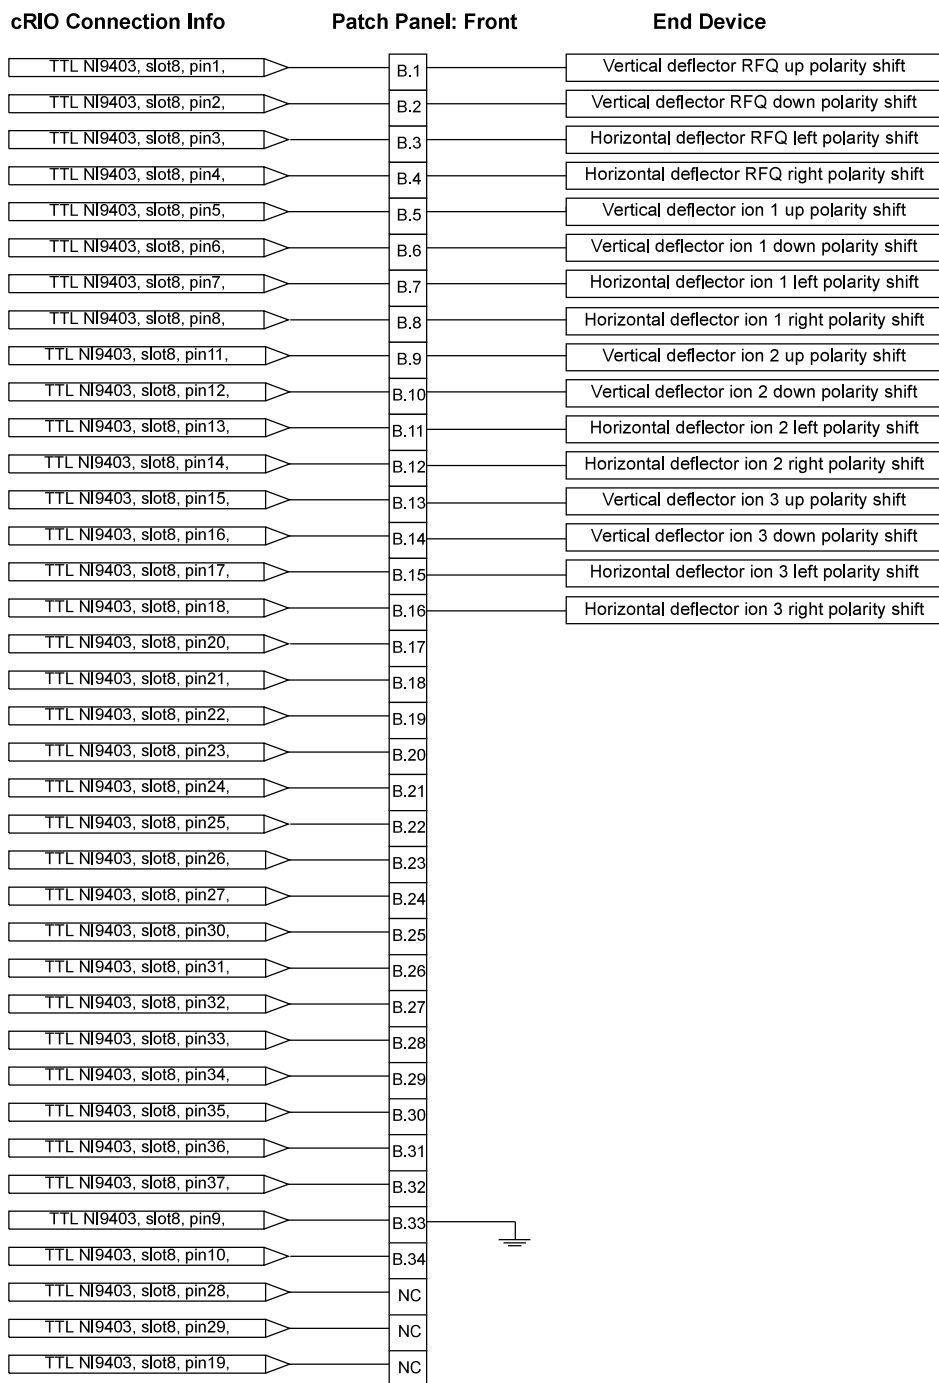 cRIO Connection Info Patch Panel: Front End Device
TTL NI9403, slot8, pin1, B.1 Vertical deflector RFQ up polarity shift
TTL NI9403, slot8, pin2, B.2 Vertical deflector RFQ down polarity shift
TTL NI9403, slot8, pin3, B.3 Horizontal deflector RFQ left polarity shift
TTL NI9403, slot8, pin4, B.4 Horizontal deflector RFQ right polarity shift
TTL NI9403, slot8, pin5, B.5 Vertical deflector ion 1 up polarity shift
TTL NI9403, slot8, pin6, B.6 Vertical deflector ion 1 down polarity shift
TTL NI9403, slot8, pin7, B.7 Horizontal deflector ion 1 left polarity shift
TTL NI9403, slot8, pin8, B.8 Horizontal deflector ion 1 right polarity shift
TTL NI9403, slot8, pin11, B.9 Vertical deflector ion 2 up polarity shift
TTL NI9403, slot8, pin12, B.10 Vertical deflector ion 2 down polarity shift
TTL NI9403, slot8, pin13, B.11 Horizontal deflector ion 2 left polarity shift
TTL NI9403, slot8, pin14, B.12 Horizontal deflector ion 2 right polarity shift
TTL NI9403, slot8, pin15, B.13 Vertical deflector ion 3 up polarity shift
TTL NI9403, slot8, pin16, B.14 Vertical deflector ion 3 down polarity shift
TTL NI9403, slot8, pin17, B.15 Horizontal deflector ion 3 left polarity shift
TTL NI9403, slot8, pin18, B.16 Horizontal deflector ion 3 right polarity shift
TTL NI9403, slot8, pin20, B.17
TTL NI9403, slot8, pin21, B.18
TTL NI9403, slot8, pin22, B.19
TTL NI9403, slot8, pin23, B.20
TTL NI9403, slot8, pin24, B.21
TTL NI9403, slot8, pin25, B.22
TTL NI9403, slot8, pin26, B.23
TTL NI9403, slot8, pin27, B.24
TTL NI9403, slot8, pin30, B.25
TTL NI9403, slot8, pin31, B.26
TTL NI9403, slot8, pin32, B.27
TTL NI9403, slot8, pin33, B.28
TTL NI9403, slot8, pin34, B.29
TTL NI9403, slot8, pin35, B.30
TTL NI9403, slot8, pin36, B.31
TTL NI9403, slot8, pin37, B.32
TTL NI9403, slot8, pin9, B.33
TTL NI9403, slot8, pin10, B.34
TTL NI9403, slot8, pin28, NC
TTL NI9403, slot8, pin29, NC
TTL NI9403, slot8, pin19, NC